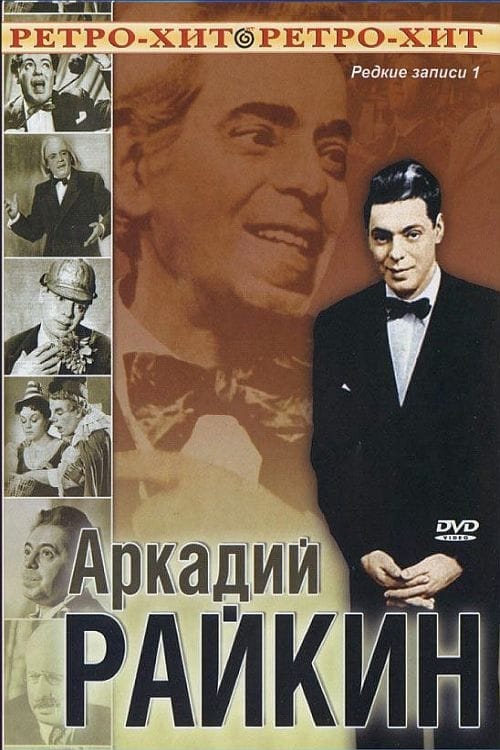 РЕТРО-ХИТ РЕТРО-ХИТ
Редкие записи 1
DVD
VIDEO
Аркадий
РАЙКИН